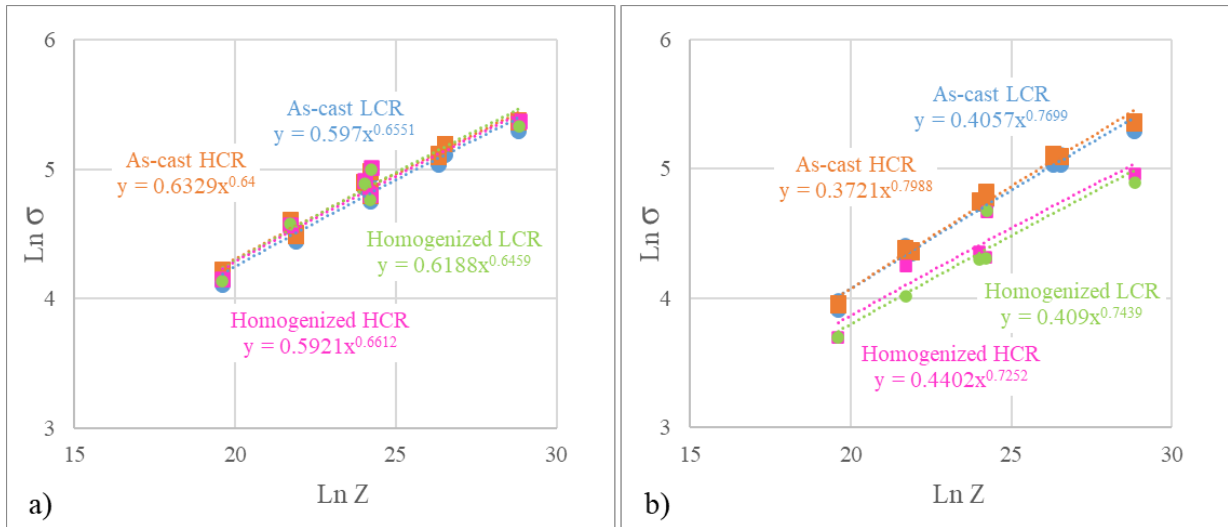 6
5
4
3
Ln σ
As-cast LCR
y = 0.597x^0.6551
As-cast HCR
y = 0.6329x^0.64
Homogenized LCR
y = 0.6188x^0.6459
Homogenized HCR
y = 0.5921x^0.6612
15 20 25 30
Ln Z
a)
6
5
4
3
Ln σ
As-cast LCR
y = 0.4057x^0.7699
As-cast HCR
y = 0.3721x^0.7988
Homogenized LCR
y = 0.409x^0.7439
Homogenized HCR
y = 0.4402x^0.7252
15 20 25 30
Ln Z
b)